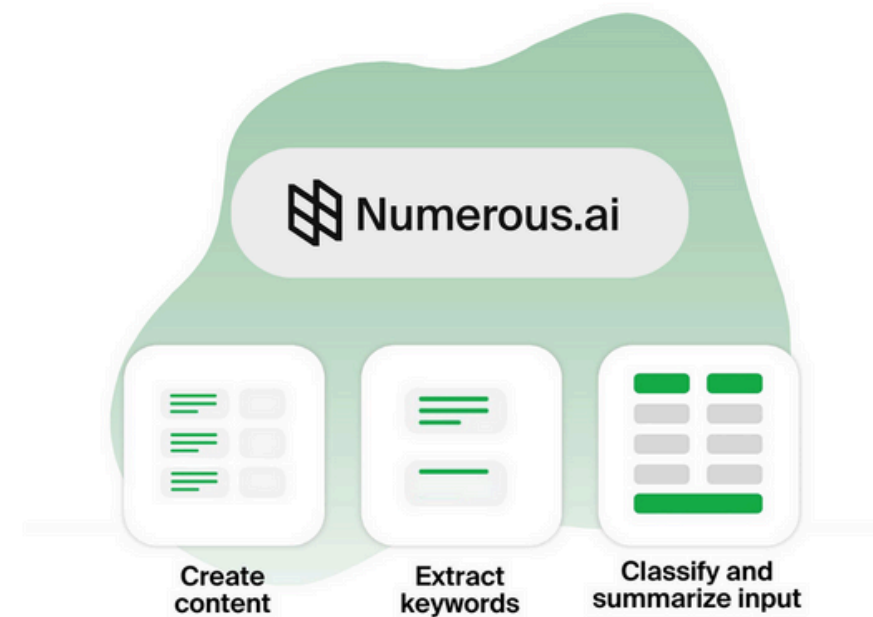 Numerous.ai
Create
content
Extract
keywords
Classify and
summarize input